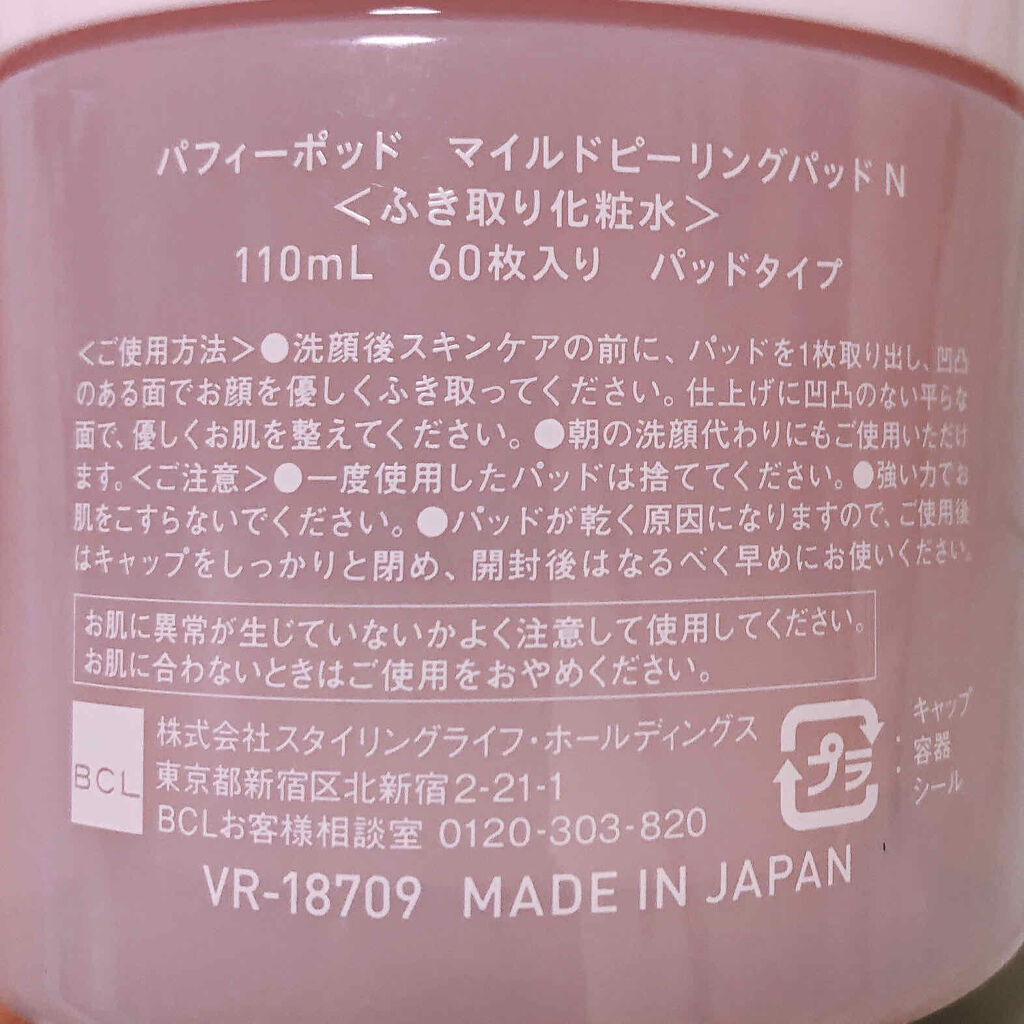 パフィーポッド　マイルドピーリングパッドN
＜ふき取り化粧水＞
110mL　60枚入り　パッドタイプ
＜ご使用方法＞●洗顔後スキンケアの前に、パッドを1枚取り出し、凹凸
のある面でお顔を優しくふき取ってください。仕上げに凹凸のない平らな
面で、優しくお肌を整えてください。●朝の洗顔代わりにもご使用いただけ
ます。＜ご注意＞●一度使用したパッドは捨ててください。●強い力でお
肌をこすらないでください。●パッドが乾く原因になりますので、ご使用後
はキャップをしっかりと閉め、開封後はなるべく早めにお使いください。
お肌に異常が生じていないかよく注意して使用してください。
お肌に合わないときはご使用をおやめください。
BCL
株式会社スタイリングライフ・ホールディングス
東京都新宿区北新宿2-21-1
BCLお客様相談室 0120-303-820
プラ
：キャップ
容器
：シール
VR-18709　MADE IN JAPAN